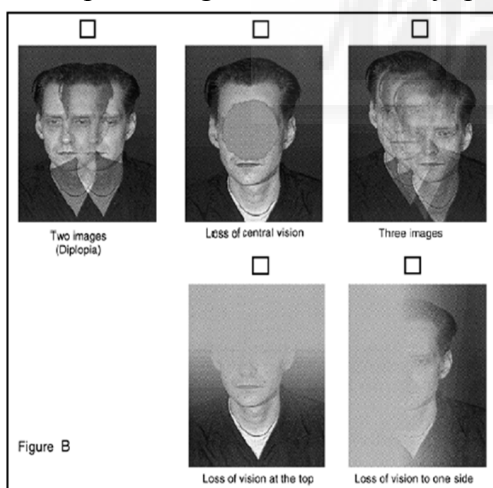 Two images
(Diplopia)
Loss of central vision
Three images
Figure B
Loss of vision at the top
Loss of vision to one side